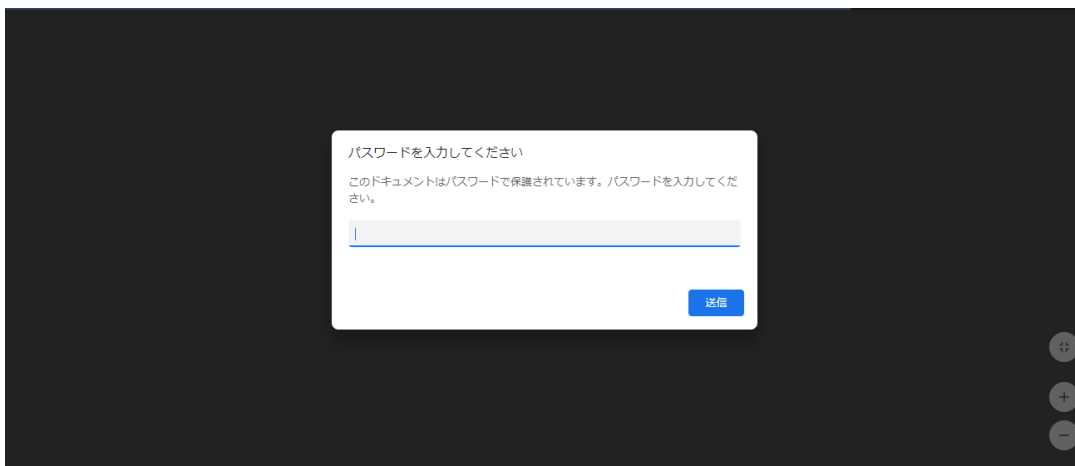 パスワードを入力してください
このドキュメントはパスワードで保護されています。パスワードを入力してくだ
さい。
送信